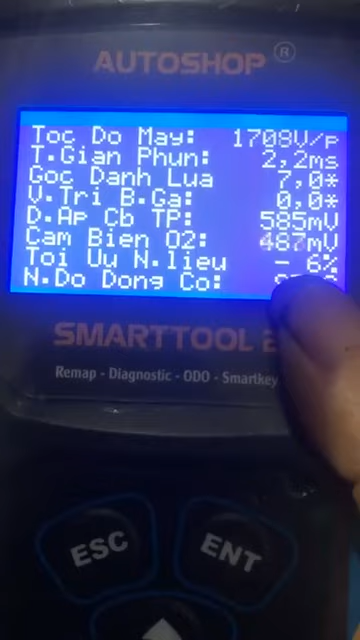 AUTOSHOP ®
Toc Do May: 1708V/p
T.Gian Phun: 2,2ms
Goc Danh Lua 7,0*
V.Tri B.Ga: 0,0*
D.Ap Cb TP: 585mV
Cam Bien O2: 487mV
Toi Uu N.lieu - 6%
N.Do Dong Co:
SMARTTOOL
Remap - Diagnostic - ODO - Smartkey
ESC
ENT